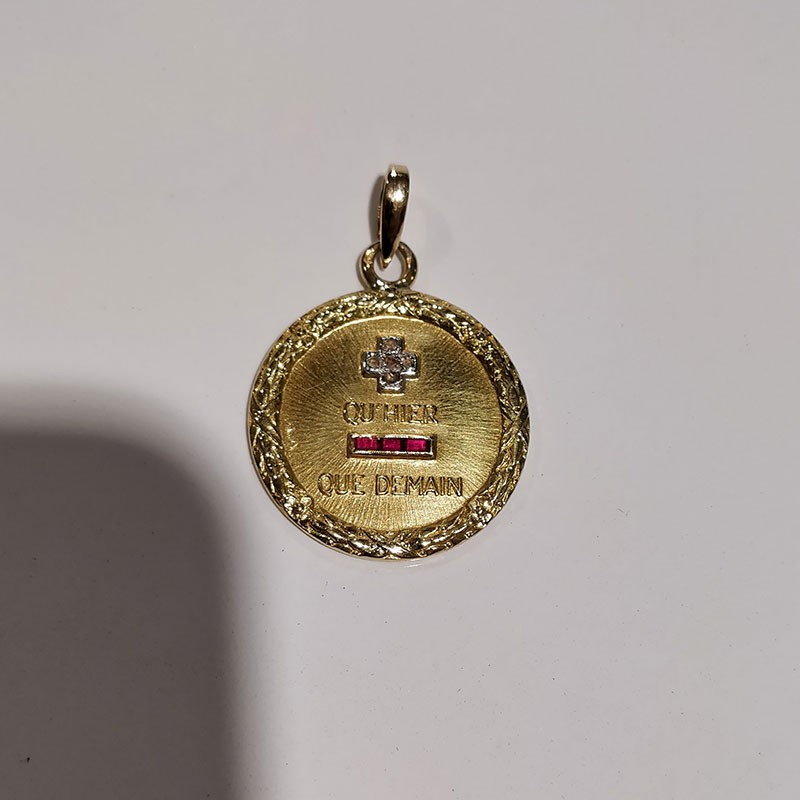 +
QU'HIER
-
QUE DEMAIN